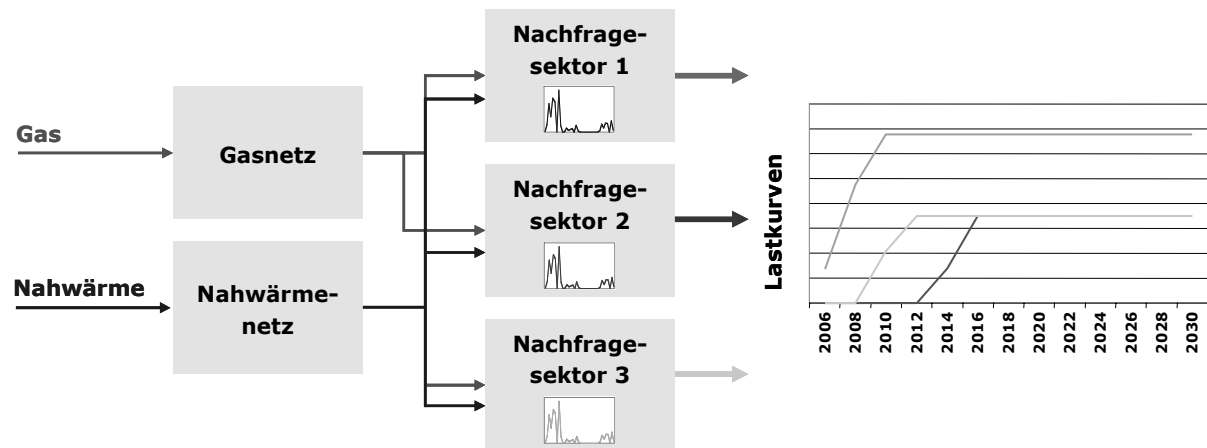 Gas
Gasnetz
Nahwärme
Nahwärme-
netz
Nachfrage-
sektor 1
Nachfrage-
sektor 2
Nachfrage-
sektor 3
Lastkurven
2006
2008
2010
2012
2014
2016
2018
2020
2022
2024
2026
2028
2030